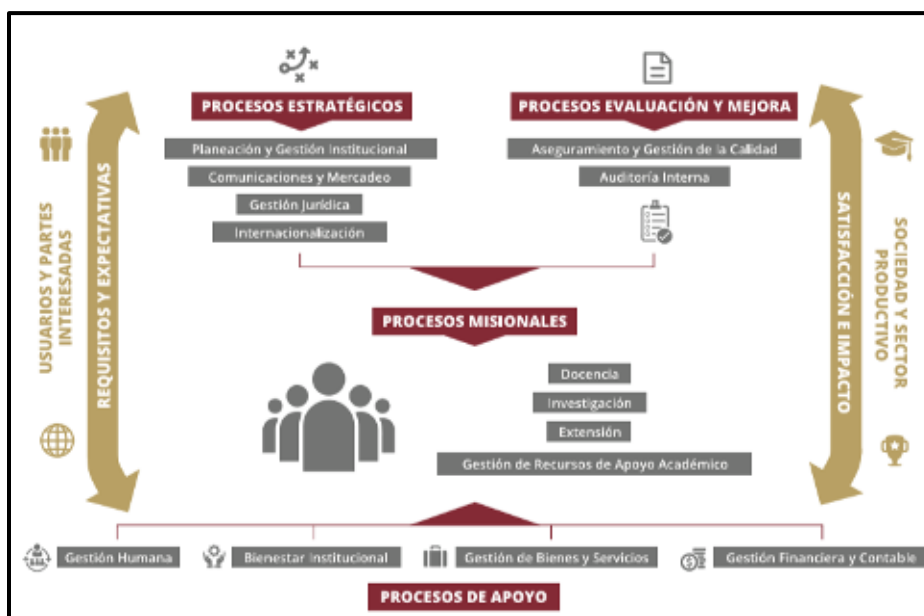 PROCESOS ESTRATÉGICOS
Planeación y Gestión Institucional
Comunicaciones y Mercadeo
Gestión Jurídica
Internacionalización
PROCESOS EVALUACIÓN Y MEJORA
Aseguramiento y Gestión de la Calidad
Auditoría Interna
USUARIOS Y PARTES
INTERESADAS
REQUISITOS Y EXPECTATIVAS
PROCESOS MISIONALES
Docencia
Investigación
Extensión
Gestión de Recursos de Apoyo Académico
SATISFACCIÓN E IMPACTO
SOCIEDAD Y SECTOR
PRODUCTIVO
Gestión Humana
Bienestar Institucional
Gestión de Bienes y Servicios
Gestión Financiera y Contable
PROCESOS DE APOYO